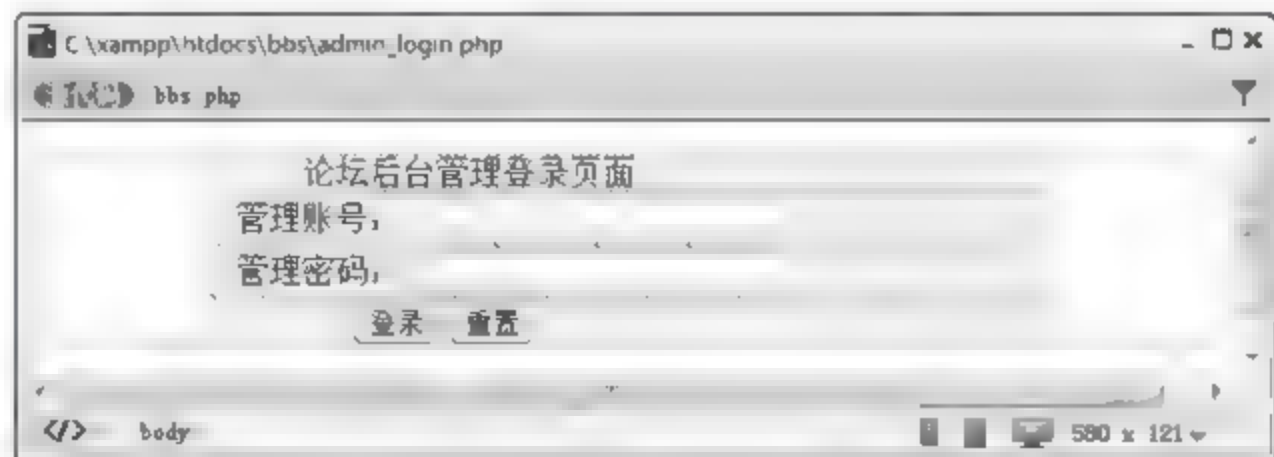 C \xampp\htdocs\bbs\admin_login php
bbs php
论坛后台管理登录页面
管理账号:
管理密码:
登录 重置
</> body 580 x 121